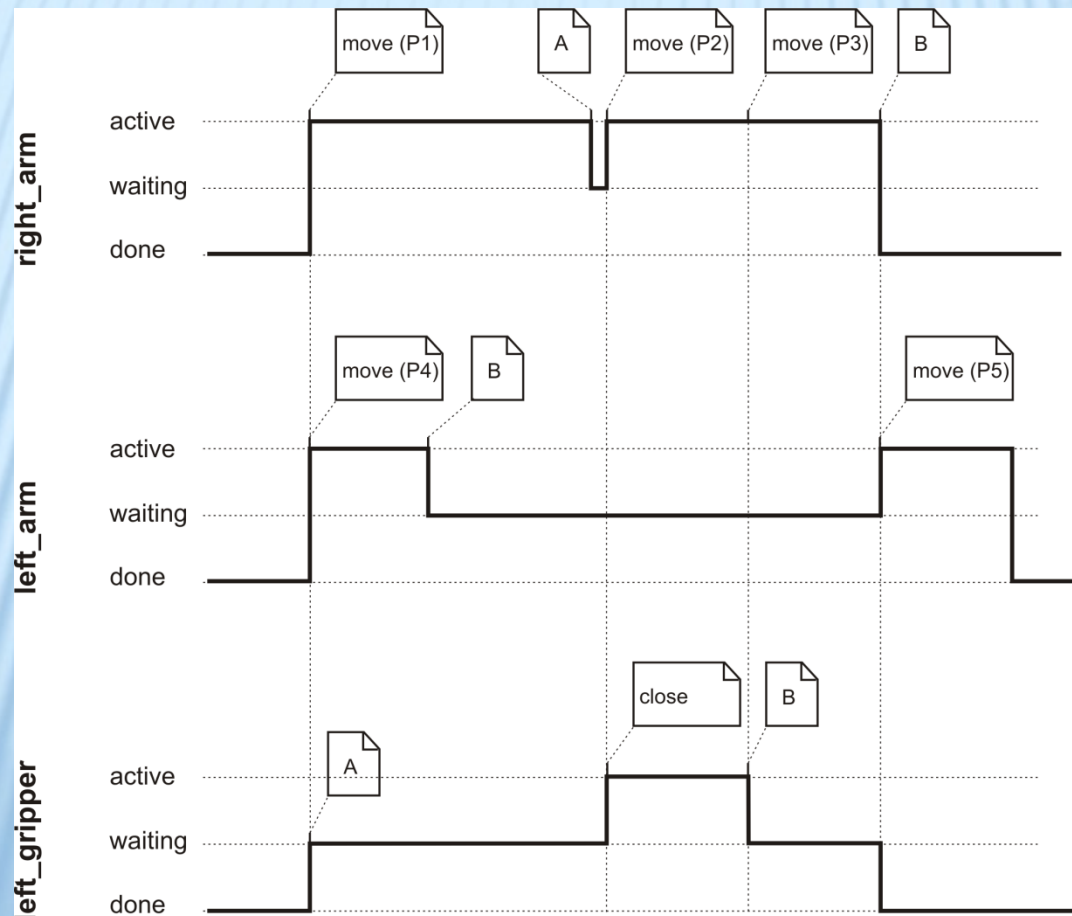 move (P1)
A
move (P2)
move (P3)
B
right_arm
active
waiting
done
move (P4)
B
move (P5)
left_arm
active
waiting
done
close
B
A
left_gripper
active
waiting
done